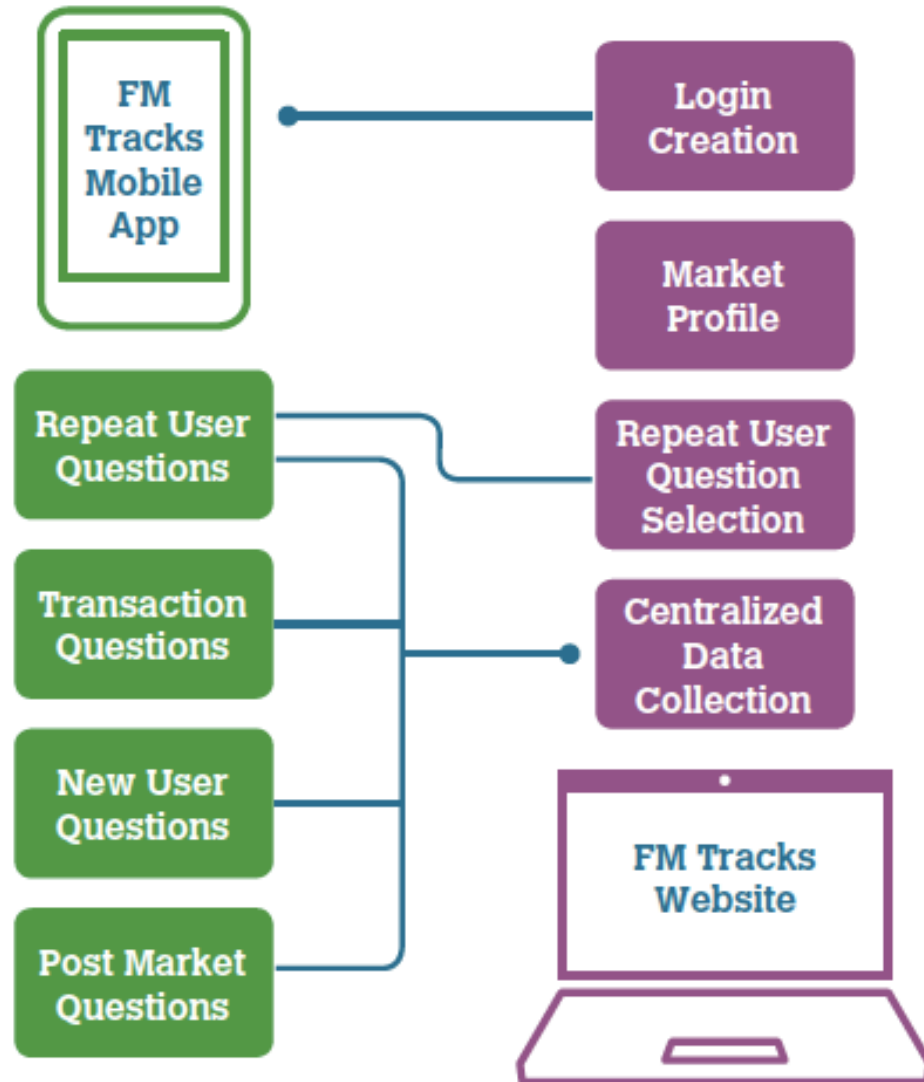 FM
Tracks
Mobile
App
Login
Creation
Market
Profile
Repeat User
Questions
Repeat User
Question
Selection
Transaction
Questions
Centralized
Data
Collection
New User
Questions
FM Tracks
Website
Post Market
Questions